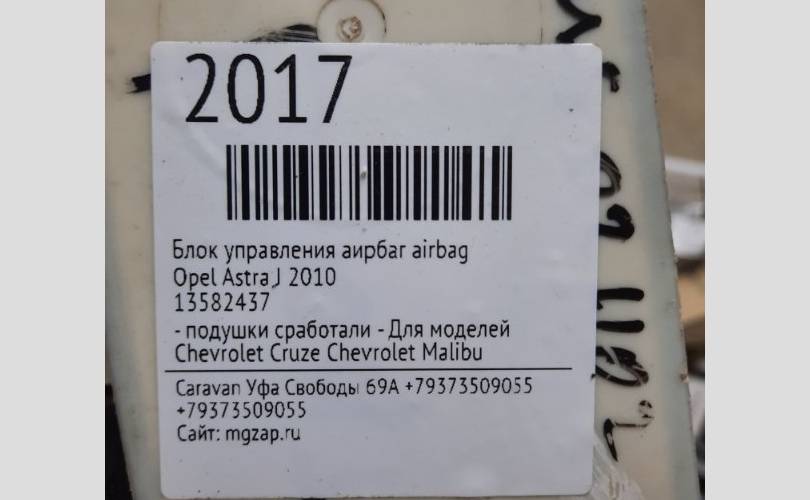 2017
Блок управления аирбаг airbag
Opel Astra J 2010
13582437
- подушки сработали - Для моделей
Chevrolet Cruze Chevrolet Malibu
Caravan Уфа Свободы 69А +79373509055
+79373509055
Сайт: mgzap.ru